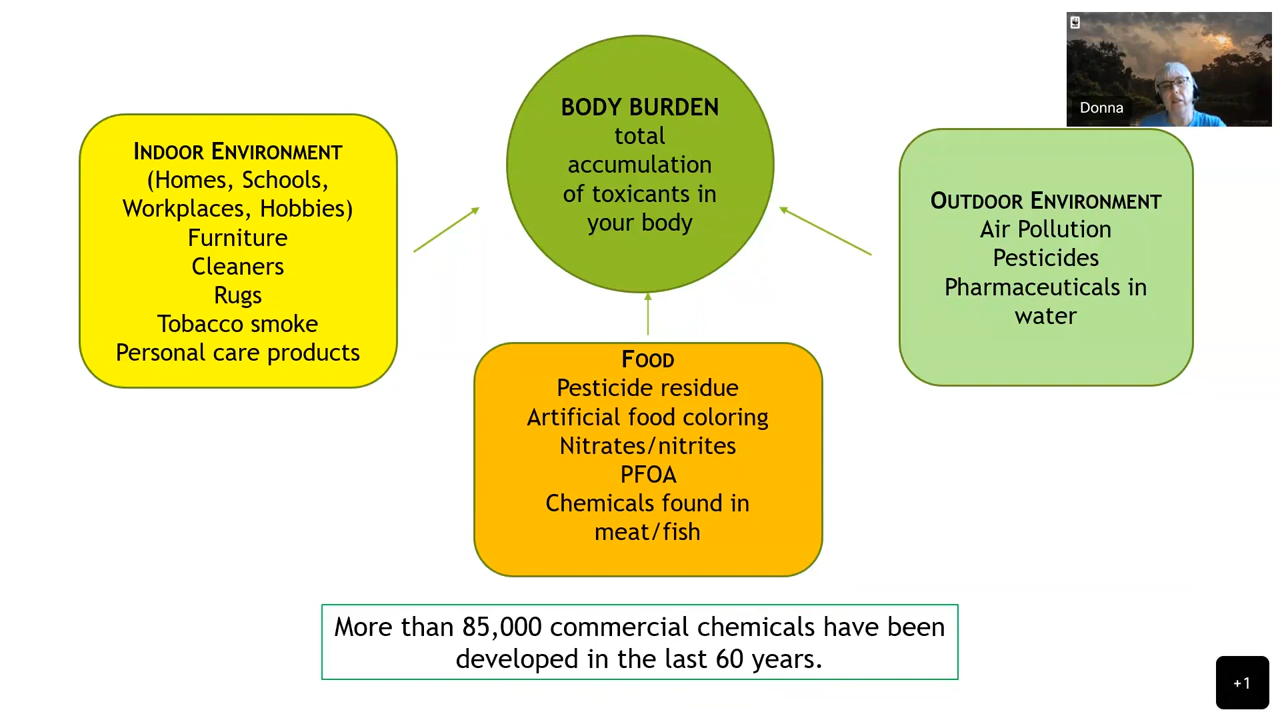 BODY BURDEN
total
accumulation
of toxicants in
your body
INDOOR ENVIRONMENT
(Homes, Schools,
Workplaces, Hobbies)
Furniture
Cleaners
Rugs
Tobacco smoke
Personal care products
OUTDOOR ENVIRONMENT
Air Pollution
Pesticides
Pharmaceuticals in
water
FOOD
Pesticide residue
Artificial food coloring
Nitrates/nitrites
PFOA
Chemicals found in
meat/fish
More than 85,000 commercial chemicals have been
developed in the last 60 years.
Donna
+1